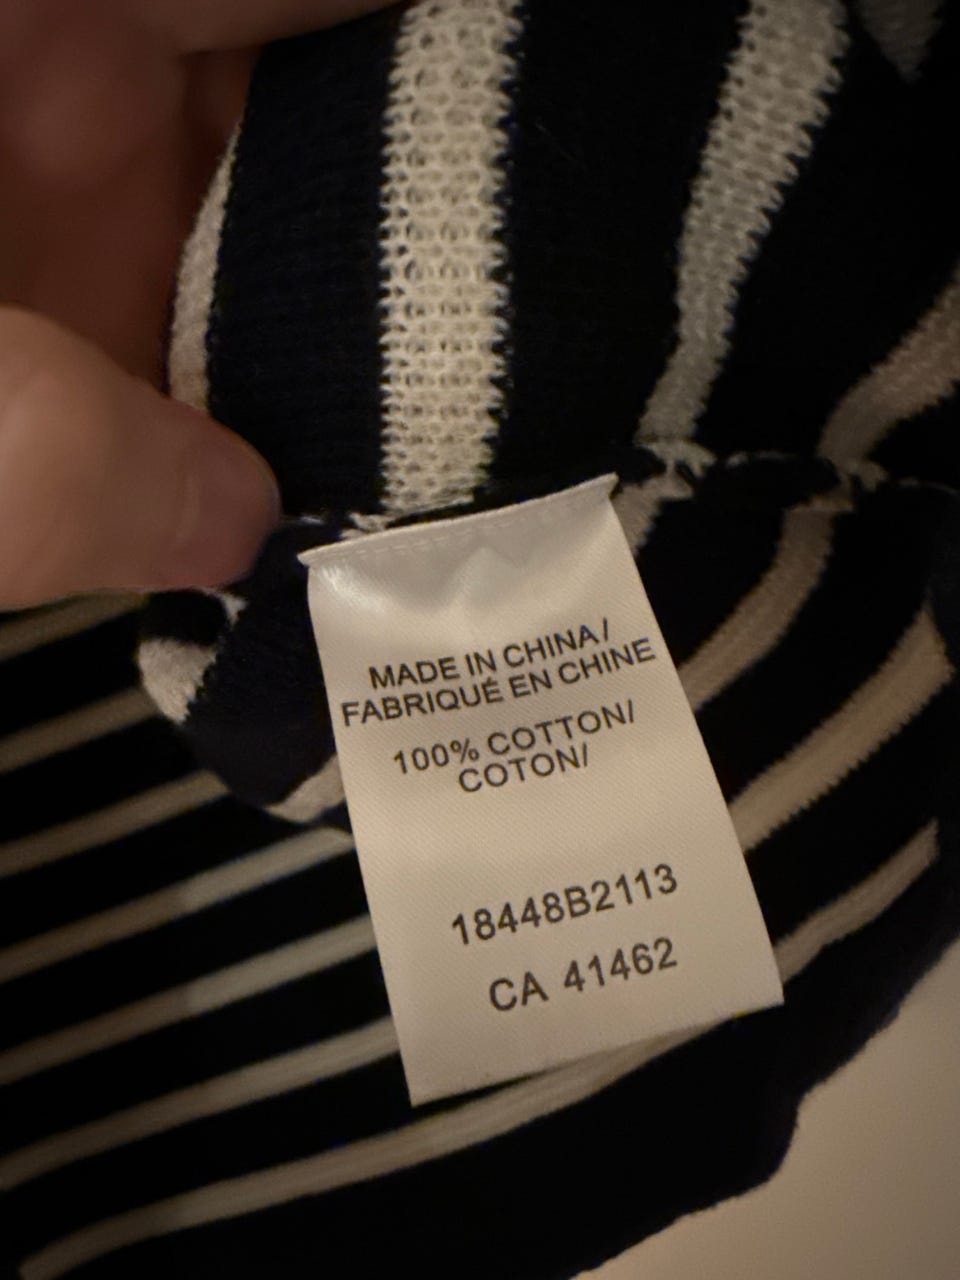 MADE IN CHINA/
FABRIQUÉ EN CHINE
100% COTTON/
COTON/
18448B2113
CA 41462